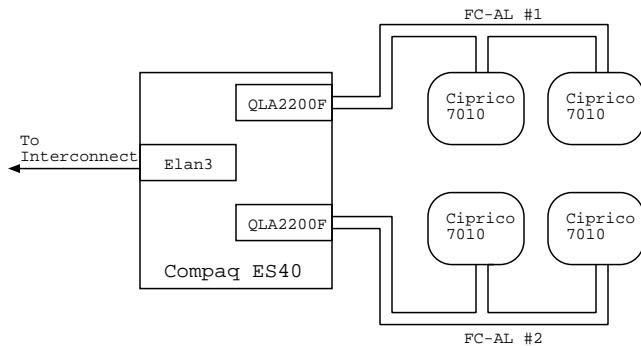 FC-AL #1
QLA2200F
Ciprico
7010
Ciprico
7010
To
Interconnect
Elan3
QLA2200F
Ciprico
7010
Ciprico
7010
Compaq ES40
FC-AL #2